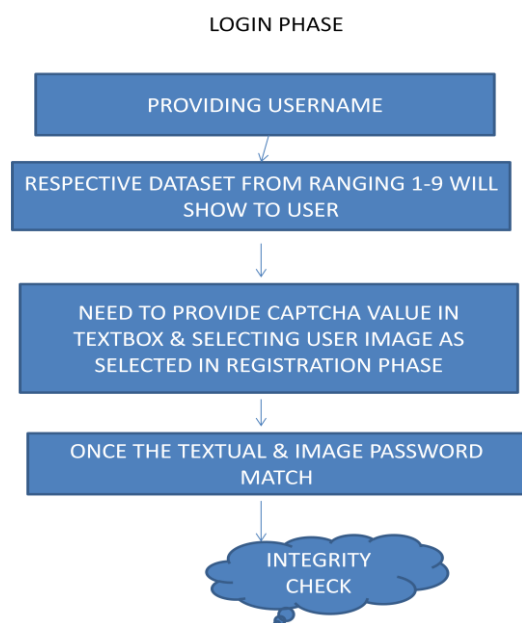 LOGIN PHASE
PROVIDING USERNAME
RESPECTIVE DATASET FROM RANGING 1-9 WILL
SHOW TO USER
NEED TO PROVIDE CAPTCHA VALUE IN
TEXTBOX & SELECTING USER IMAGE AS
SELECTED IN REGISTRATION PHASE
ONCE THE TEXTUAL & IMAGE PASSWORD
MATCH
INTEGRITY
CHECK